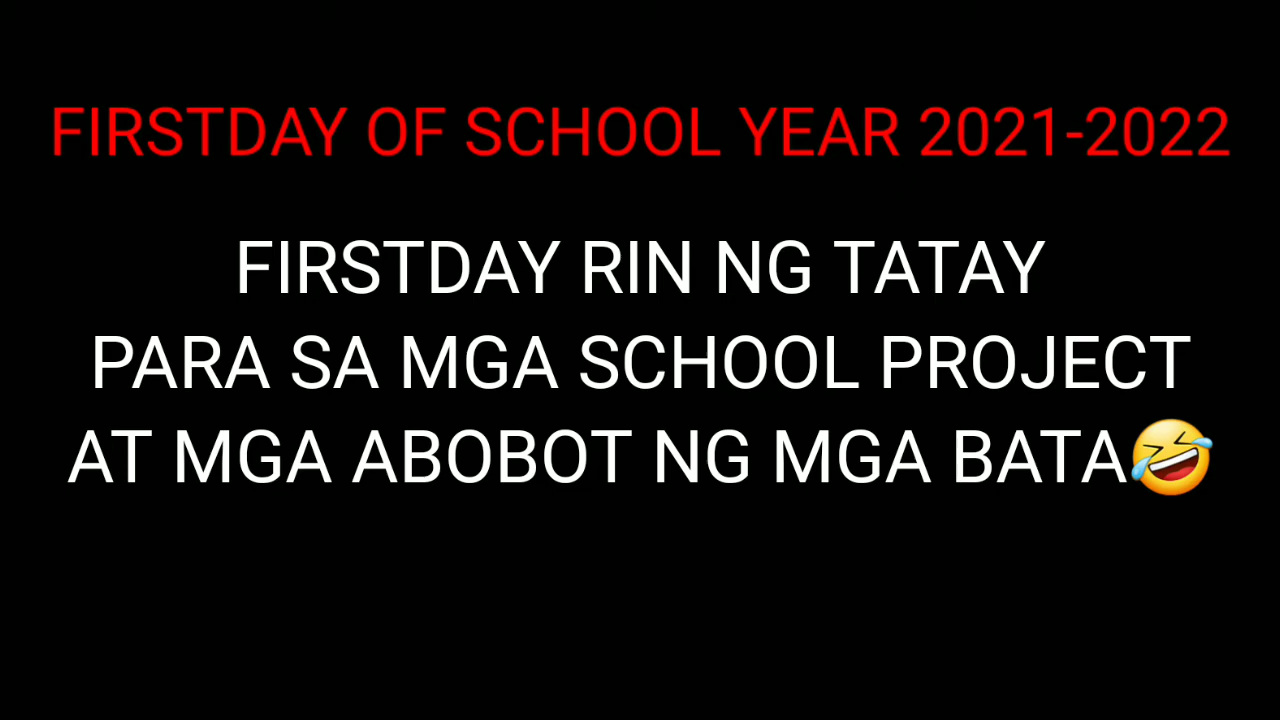 FIRSTDAY OF SCHOOL YEAR 2021-2022
FIRSTDAY RIN NG TATAY
PARA SA MGA SCHOOL PROJECT
AT MGA ABOBOT NG MGA BATA🤣